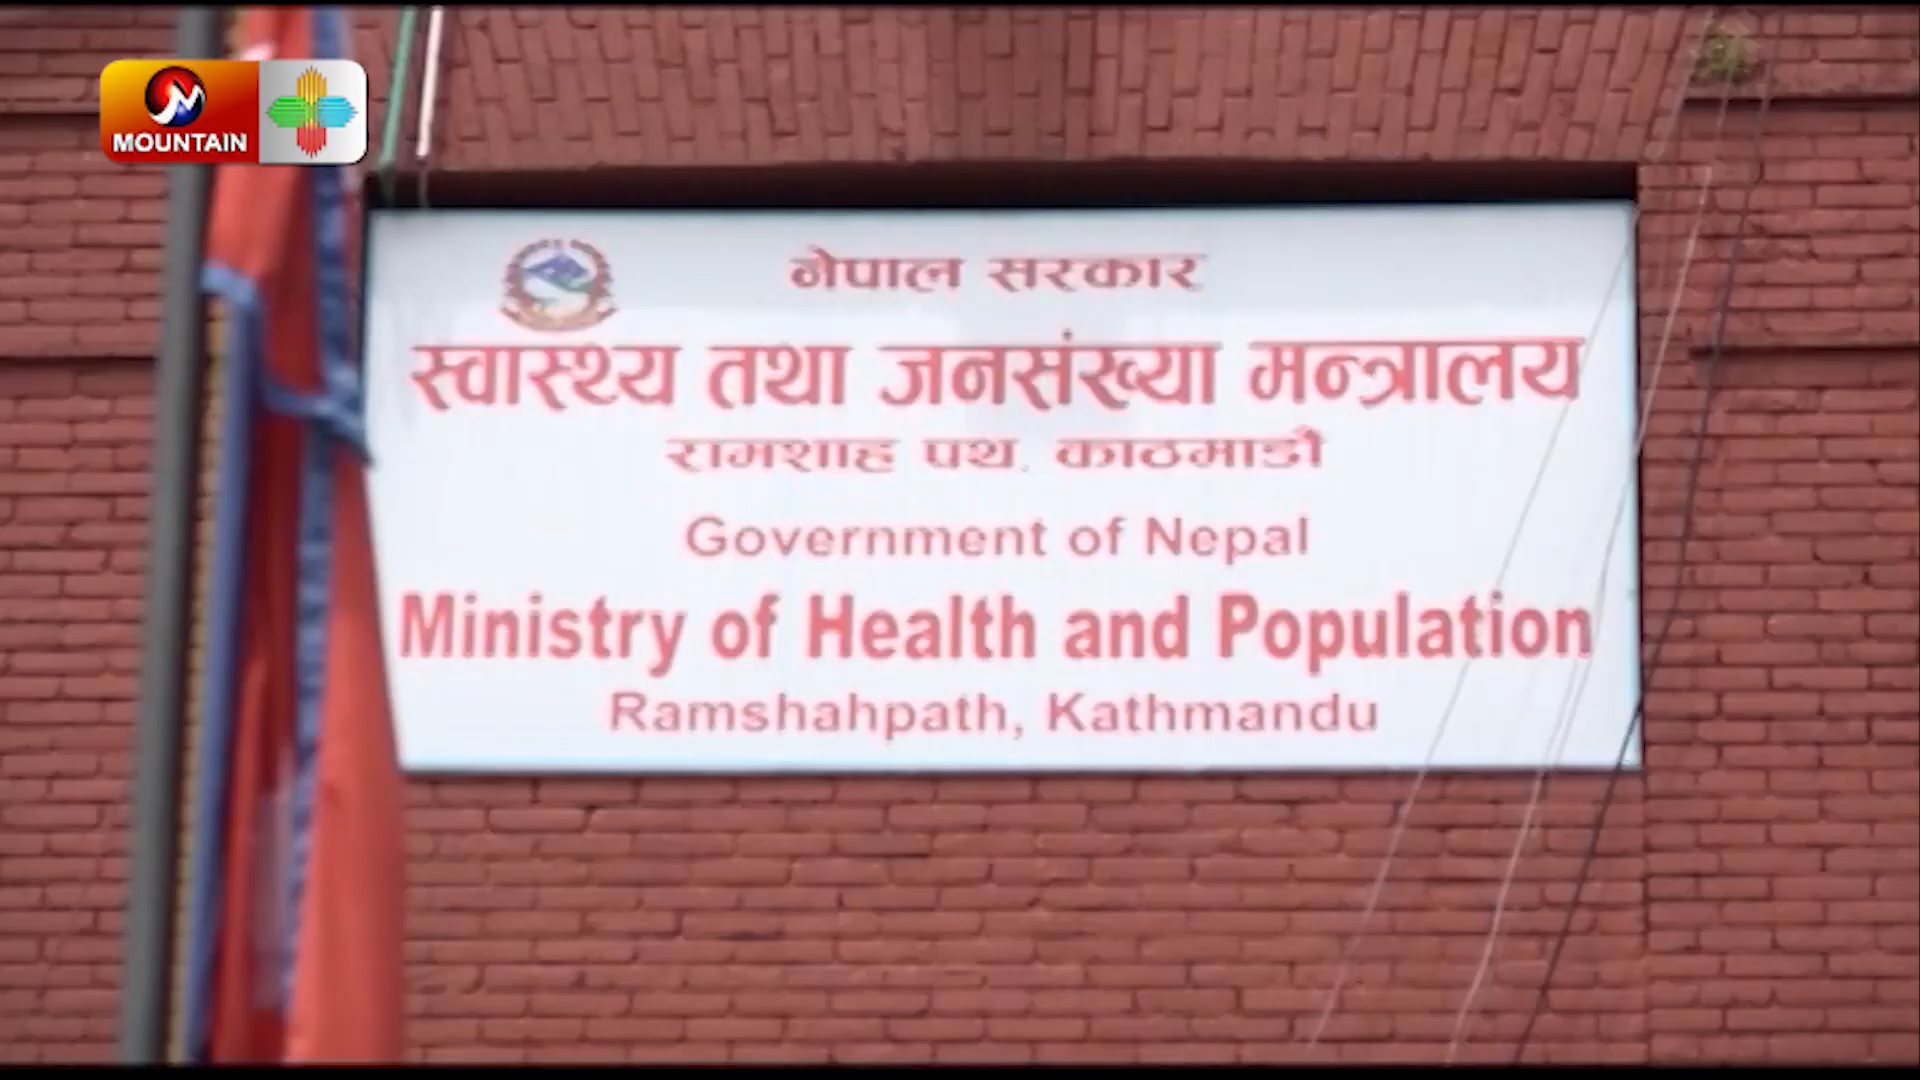 MOUNTAIN
नेपाल सरकार
स्वास्थ्य तथा जनसंख्या मन्त्रालय
रामशाह पथ, काठमाडौं
Government of Nepal
Ministry of Health and Population
Ramshahpath, Kathmandu